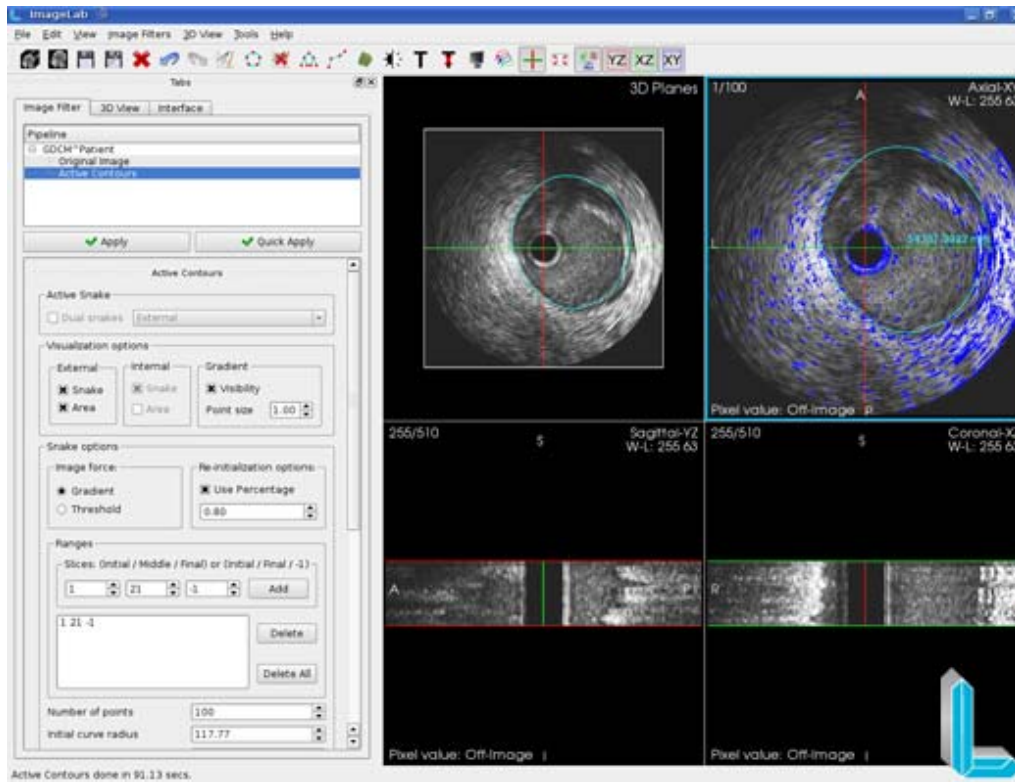 ImageLab
File Edit View Image Filters 3D View Tools Help
T T YZ XZ XY
Tabs
Image Filter 3D View Interface
Pipeline
GDCM^Patient
Original Image
Active Contours
Apply Quick Apply
Active Contours
Active Snake
Dual snakes External
Visualization options
External Internal Gradient
Snake Snake Visibility
Area Area Point size 1.00
Snake options
Image force: Re-initialization options:
Gradient Use Percentage
Threshold 0.80
Ranges
Slices: (Initial / Middle / Final) or (Initial / Final / -1)
1 21 -1 Add
1 21 -1
Delete
Delete All
Number of points 100
Initial curve radius 117.77
Active Contours done in 91.13 secs.
3D Planes
1/100 A Axial-XY
W-L: 255 63
L
Pixel value: Off-Image P
255/510 S Sagittal-YZ
W-L: 255 63
A P
Pixel value: Off-Image I
255/510 S Coronal-X
W-L: 255 63
R
Pixel value: Off-Image I